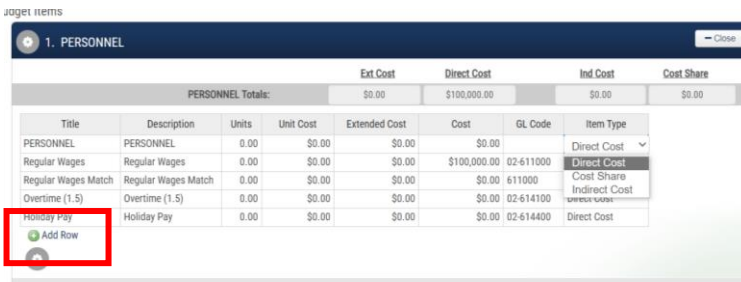 udget Items
1. PERSONNEL
– Close
Ext Cost Direct Cost Ind Cost Cost Share
PERSONNEL Totals: $0.00 $100,000.00 $0.00 $0.00
Title Description Units Unit Cost Extended Cost Cost GL Code Item Type
PERSONNEL PERSONNEL 0.00 $0.00 $0.00 $0.00 Direct Cost
Regular Wages Regular Wages 0.00 $0.00 $0.00 $100,000.00 02-611000 Direct Cost
Regular Wages Match Regular Wages Match 0.00 $0.00 $0.00 $0.00 611000 Cost Share
Indirect Cost
Overtime (1.5) Overtime (1.5) 0.00 $0.00 $0.00 $0.00 02-614100 Direct Cost
Holiday Pay Holiday Pay 0.00 $0.00 $0.00 $0.00 02-614400 Direct Cost
Add Row